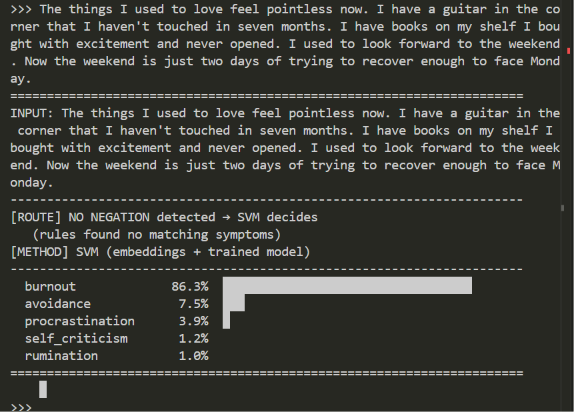 >>> The things I used to love feel pointless now. I have a guitar in the co
rner that I haven't touched in seven months. I have books on my shelf I bou
ght with excitement and never opened. I used to look forward to the weekend
. Now the weekend is just two days of trying to recover enough to face Mond
ay.
======================================================================
INPUT: The things I used to love feel pointless now. I have a guitar in the
 corner that I haven't touched in seven months. I have books on my shelf I
bought with excitement and never opened. I used to look forward to the week
end. Now the weekend is just two days of trying to recover enough to face M
onday.
----------------------------------------------------------------------
[ROUTE] NO NEGATION detected → SVM decides
   (rules found no matching symptoms)
[METHOD] SVM (embeddings + trained model)
----------------------------------------------------------------------
  burnout 86.3%
  avoidance 7.5%
  procrastination 3.9%
  self_criticism 1.2%
  rumination 1.0%
======================================================================
>>>